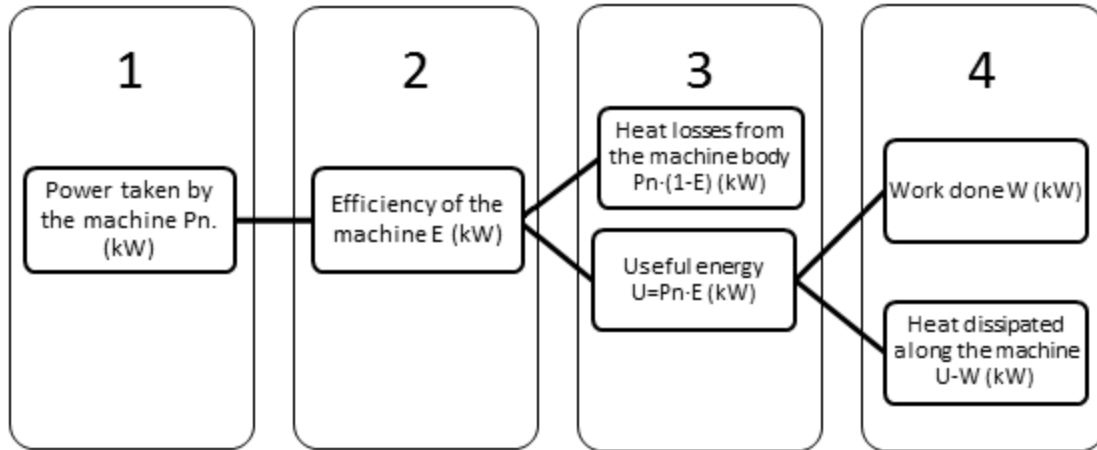 1
Power taken by
the machine Pn.
(kW)
2
Efficiency of the
machine E (kW)
3
Heat losses from
the machine body
Pn·(1-E) (kW)
Useful energy
U=Pn·E (kW)
4
Work done W (kW)
Heat dissipated
along the machine
U-W (kW)